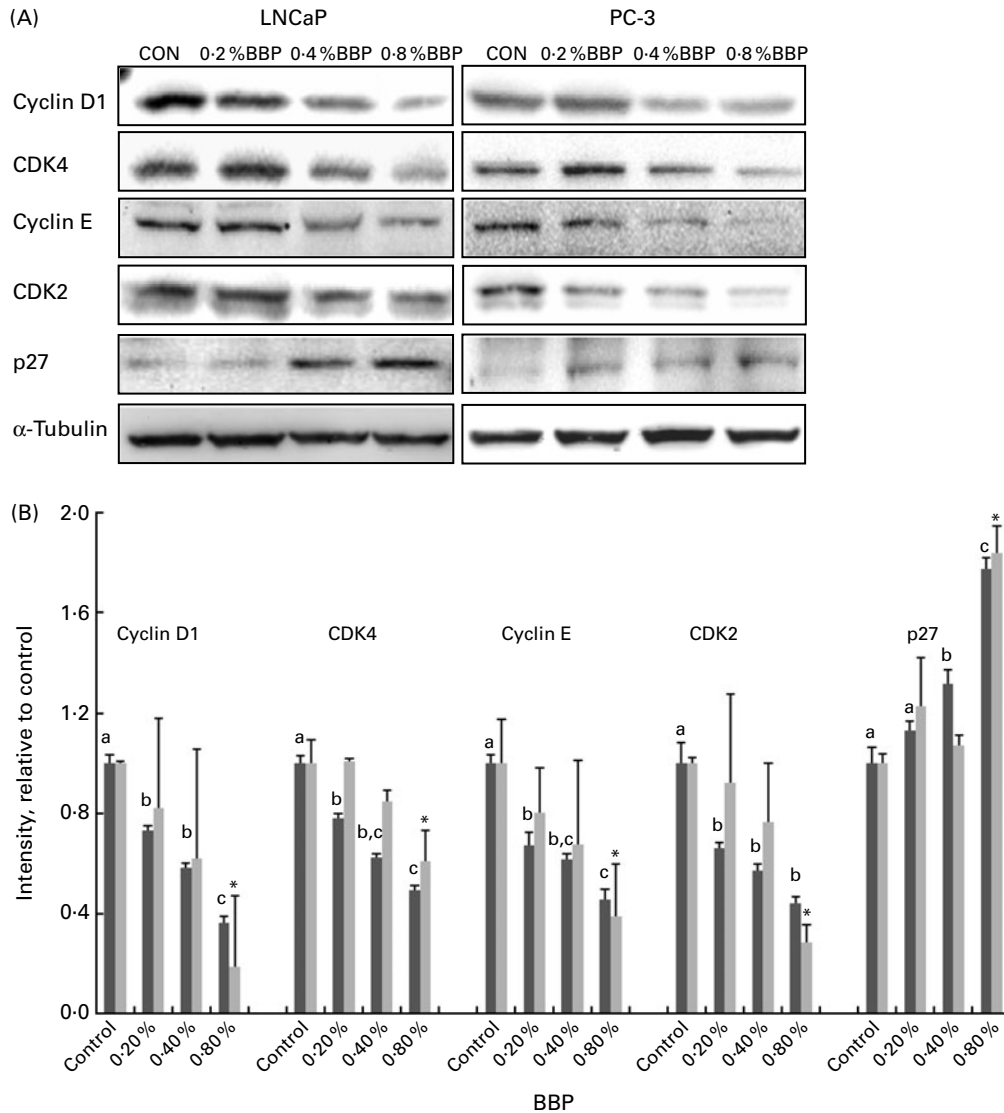 (A)
LNCaP PC-3
CON 0·2 %BBP 0·4 %BBP 0·8 %BBP CON 0·2 %BBP 0·4 %BBP 0·8 %BBP
Cyclin D1
CDK4
Cyclin E
CDK2
p27
α-Tubulin
(B)
Intensity, relative to control
2·0
1·6
1·2
0·8
0·4
0·0
Cyclin D1 CDK4 Cyclin E CDK2 p27
a b b c *
a b b,c c *
a b b,c c *
a b b b *
a a b c *
Control 0·20 % 0·40 % 0·80 % Control 0·20 % 0·40 % 0·80 % Control 0·20 % 0·40 % 0·80 % Control 0·20 % 0·40 % 0·80 % Control 0·20 % 0·40 % 0·80 %
BBP